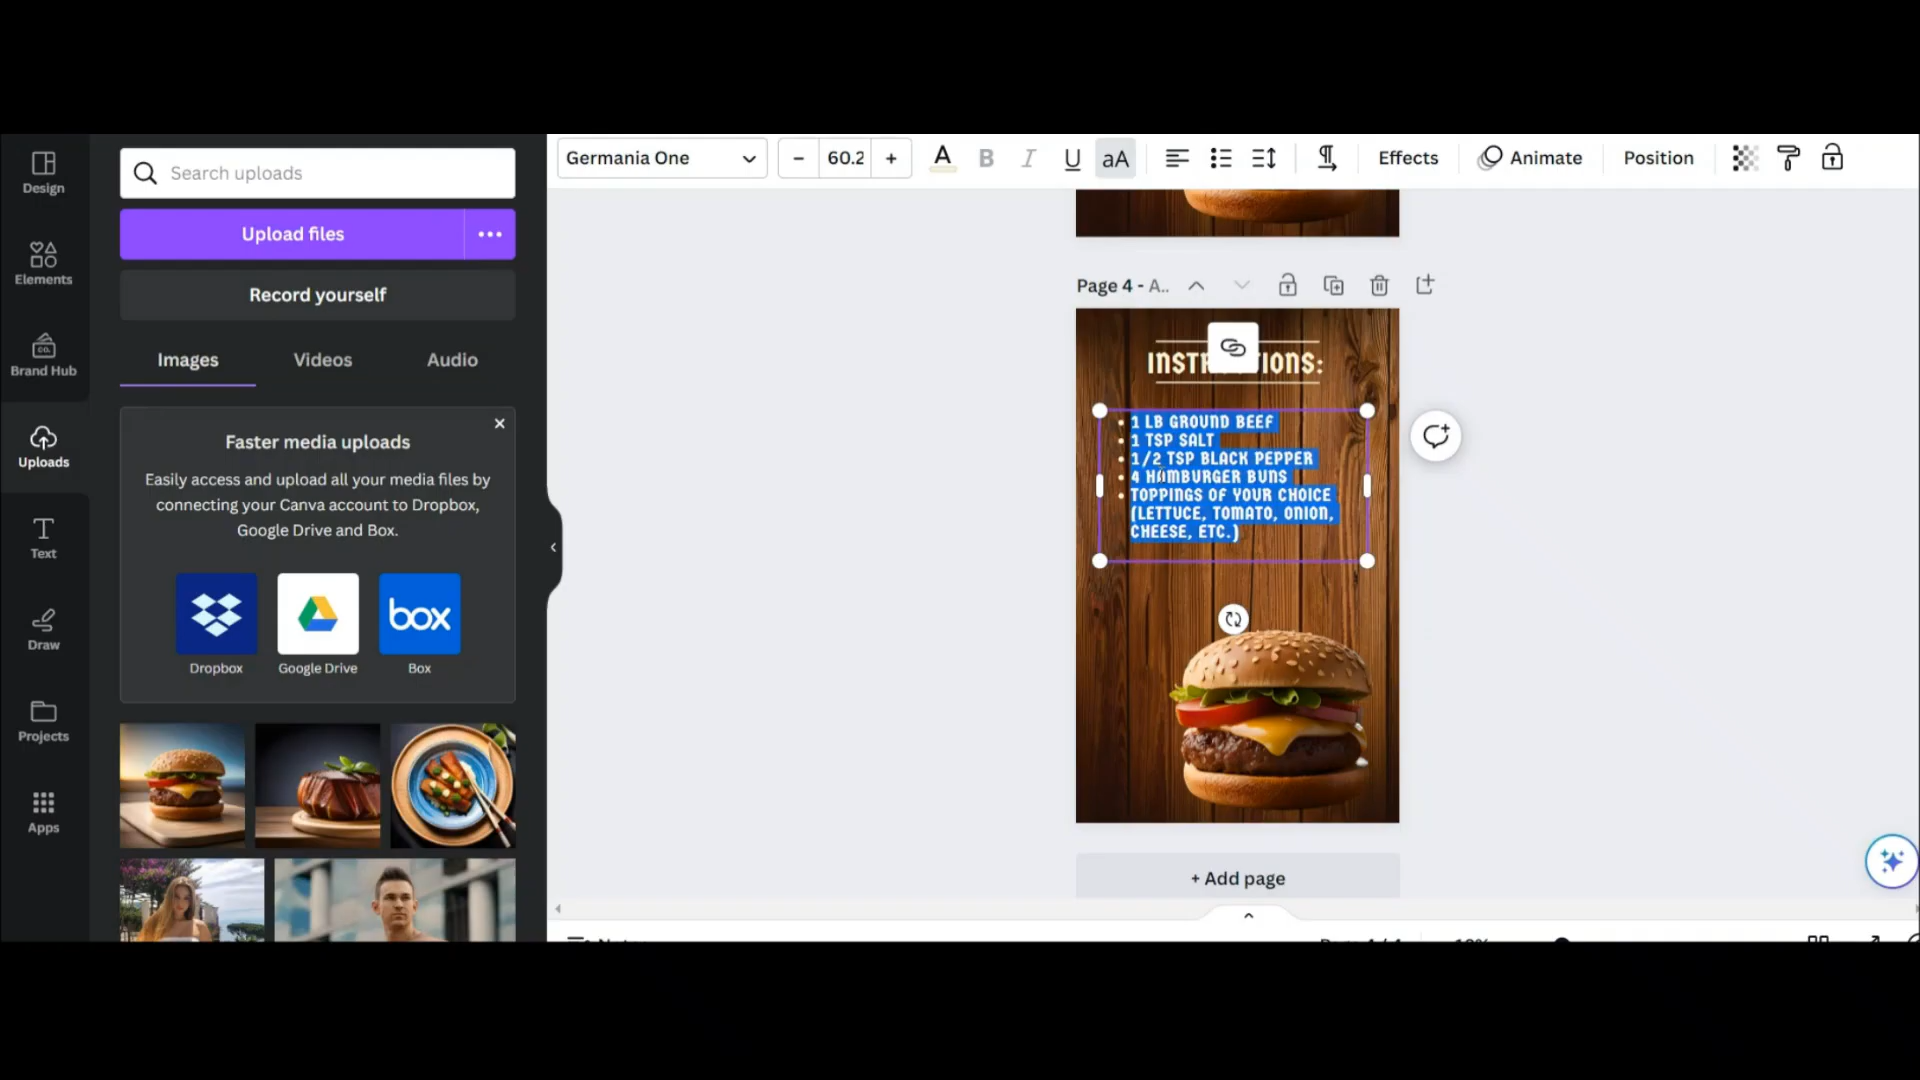 Search uploads
Upload files
Record yourself
Images Videos Audio
Faster media uploads
Easily access and upload all your media files by
connecting your Canva account to Dropbox,
Google Drive and Box.
box
Dropbox Google Drive Box
Design
Elements
CO.
Brand Hub
Uploads
Text
Draw
Projects
Apps
Germania One
− 60.2 + A B I U aA Effects Animate Position
Page 4 - A..
1 LB GROUND BEEF
1 TSP SALT
1/2 TSP BLACK PEPPER
4 HAMBURGER BUNS
TOPPINGS OF YOUR CHOICE
(LETTUCE, TOMATO, ONION,
CHEESE, ETC.)
+ Add page